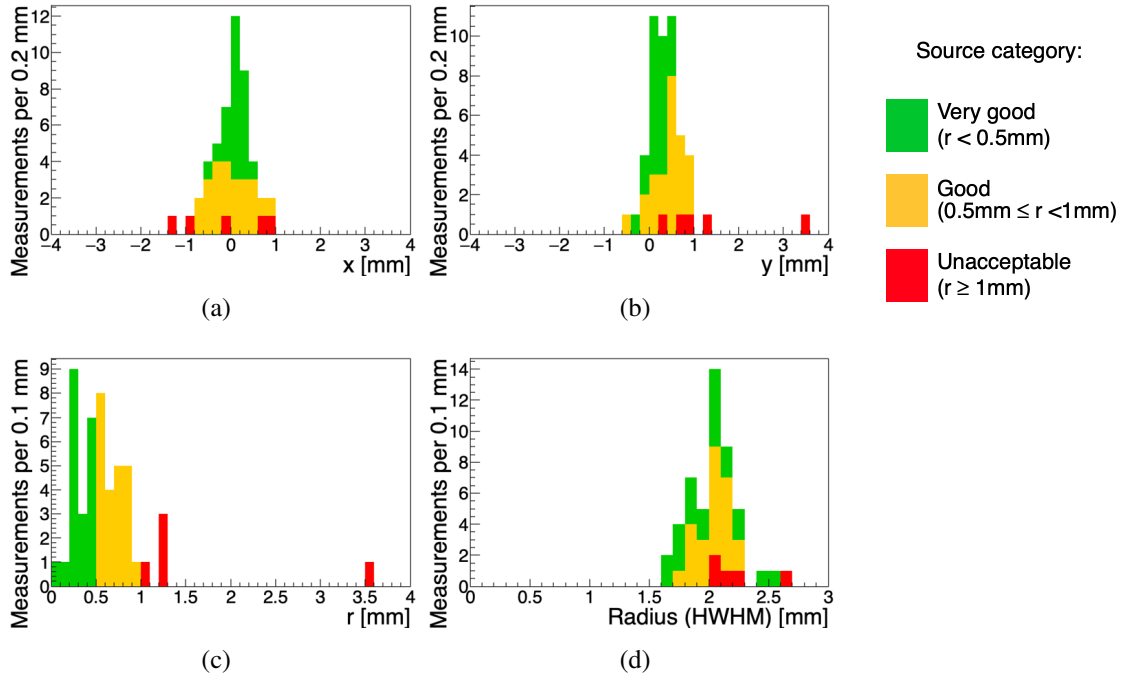 Measurements per 0.2 mm
12
10
8
6
4
2
0
−4 −3 −2 −1 0 1 2 3 4
x [mm]
(a)
Measurements per 0.2 mm
10
8
6
4
2
0
−4 −3 −2 −1 0 1 2 3 4
y [mm]
(b)
Source category:
Very good
(r < 0.5mm)
Good
(0.5mm ≤ r <1mm)
Unacceptable
(r ≥ 1mm)
Measurements per 0.1 mm
9
8
7
6
5
4
3
2
1
0
0 0.5 1 1.5 2 2.5 3 3.5 4
r [mm]
(c)
Measurements per 0.1 mm
14
12
10
8
6
4
2
0
0 0.5 1 1.5 2 2.5 3
Radius (HWHM) [mm]
(d)